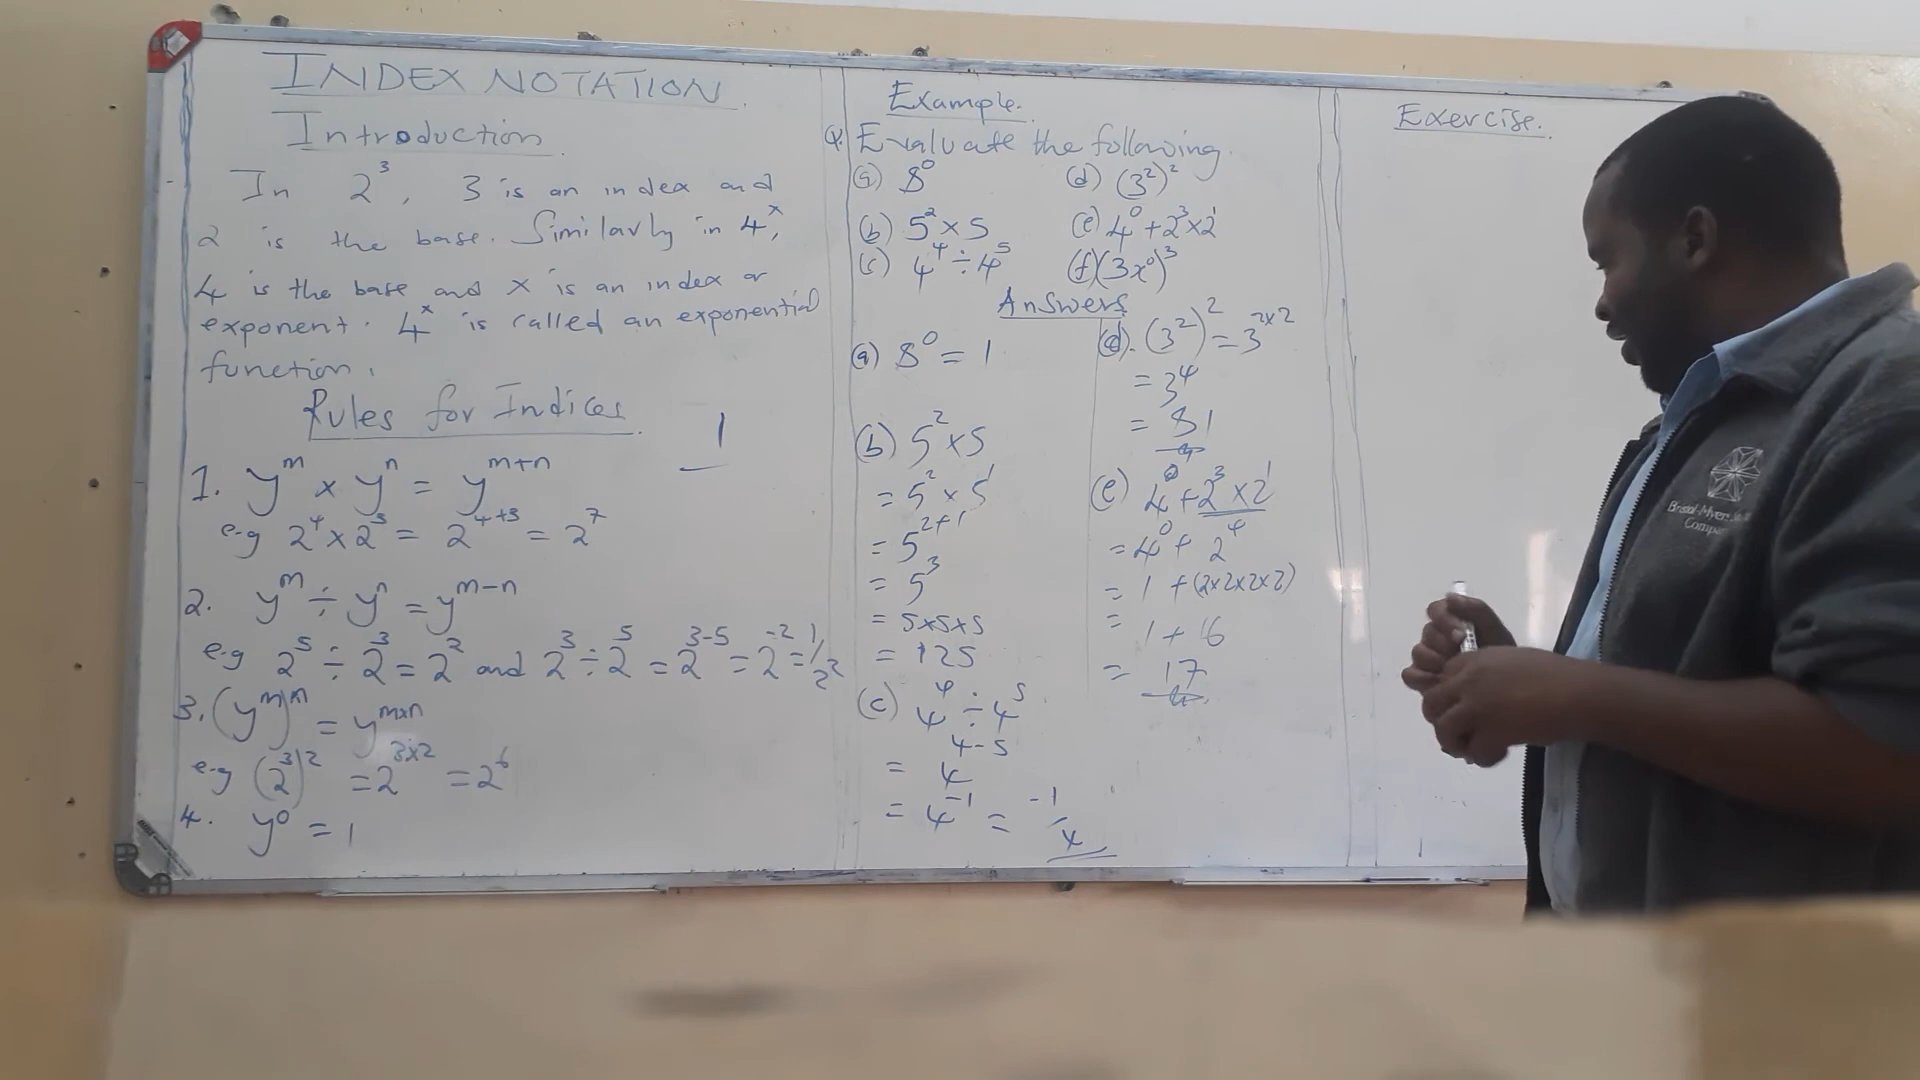 INDEX NOTATION
Introduction
In 2³, 3 is an index and
2 is the base. Similarly in 4ˣ,
4 is the base and x is an index or
exponent. 4ˣ is called an exponential
function.
Rules for Indices
1
1. yᵐ × yⁿ = yᵐ⁺ⁿ
e.g 2⁴ × 2³ = 2⁴⁺³ = 2⁷
2. yᵐ ÷ yⁿ = yᵐ⁻ⁿ
e.g 2⁵ ÷ 2³ = 2² and 2³ ÷ 2⁵ = 2³⁻⁵ = 2⁻² = 1/2²
3. (yᵐ)ⁿ = yᵐˣⁿ
e.g (2³)² = 2³ˣ² = 2⁶
4. y⁰ = 1
Example.
Q. Evaluate the following.
(a) 8⁰ (d) (3²)²
(b) 5² × 5 (e) 4⁰ + 2³ × 2¹
(c) 4⁴ ÷ 4⁵ (f) (3x⁰)³
Answers
(a) 8⁰ = 1
(b) 5² × 5
= 5² × 5¹
= 5²⁺¹
= 5³
= 5×5×5
= 125
(c) 4⁴ ÷ 4⁵
= 4⁴⁻⁵
= 4⁻¹ = -1/4
(d). (3²)² = 3²ˣ²
= 3⁴
= 81
(e) 4⁰ + 2³ × 2¹
= 4⁰ + 2⁴
= 1 + (2×2×2×2)
= 1 + 16
= 17
Exercise.
Company